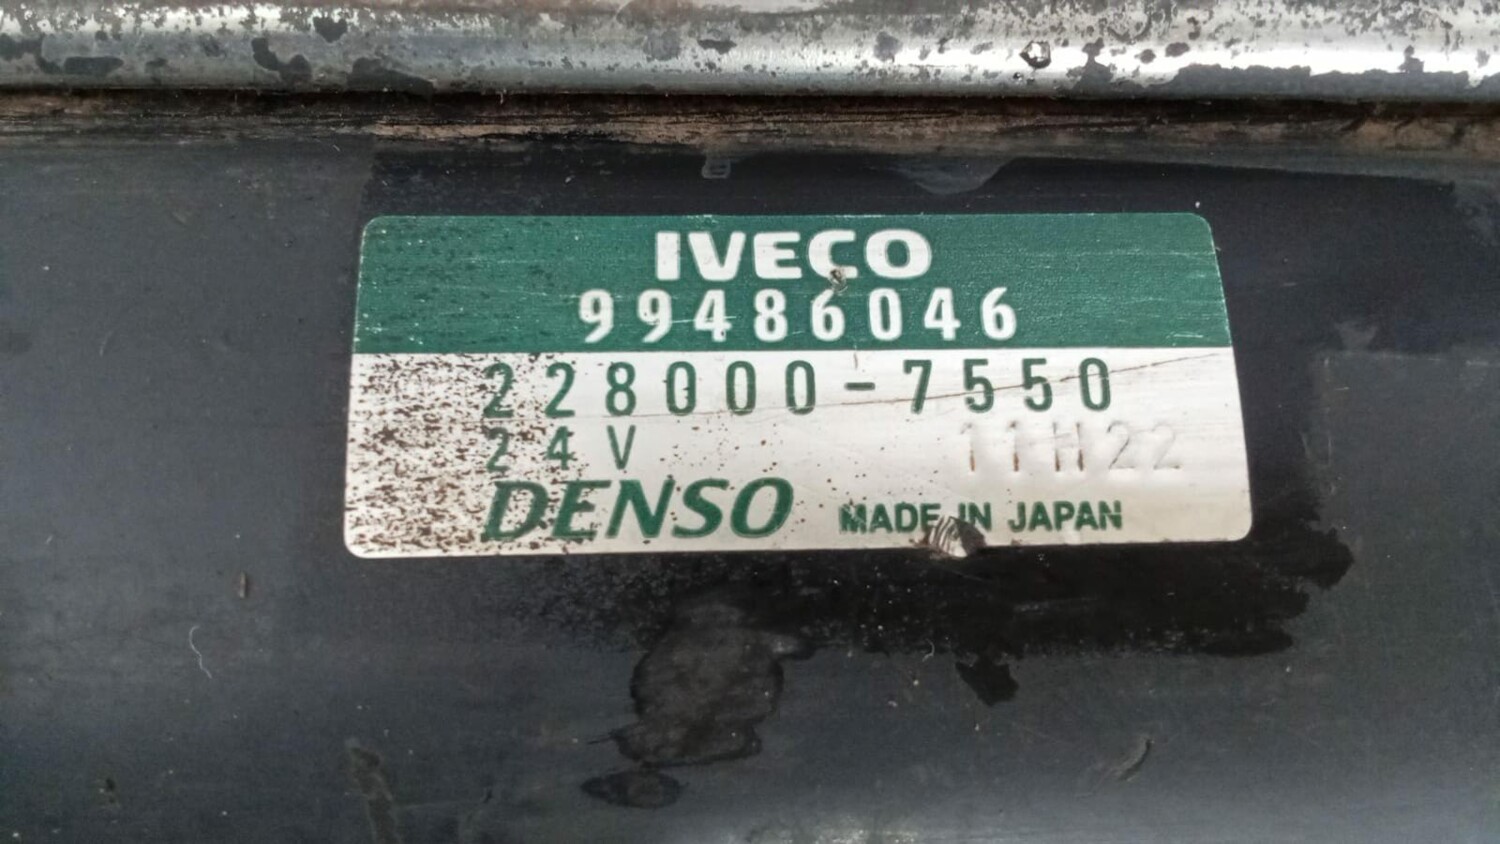 IVECO
99486046
228000-7550
24V 11H22
DENSO MADE IN JAPAN